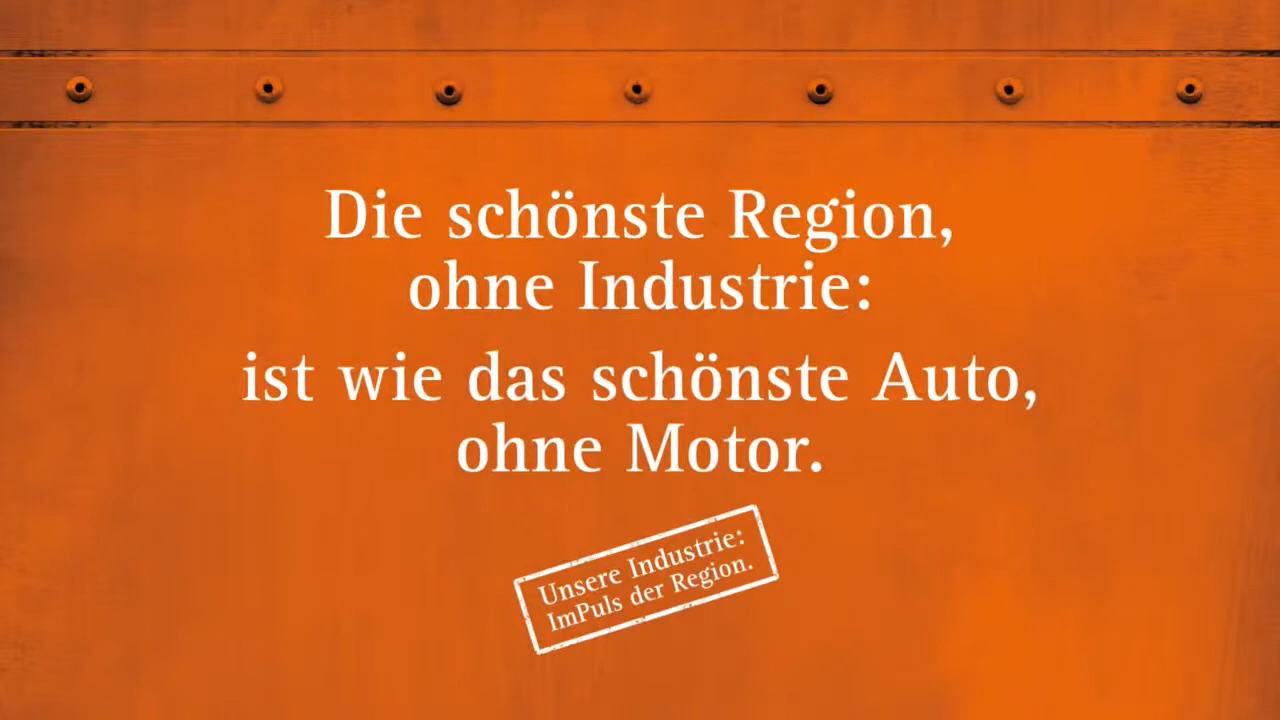 Die schönste Region,
ohne Industrie:
ist wie das schönste Auto,
ohne Motor.
Unsere Industrie:
ImPuls der Region.